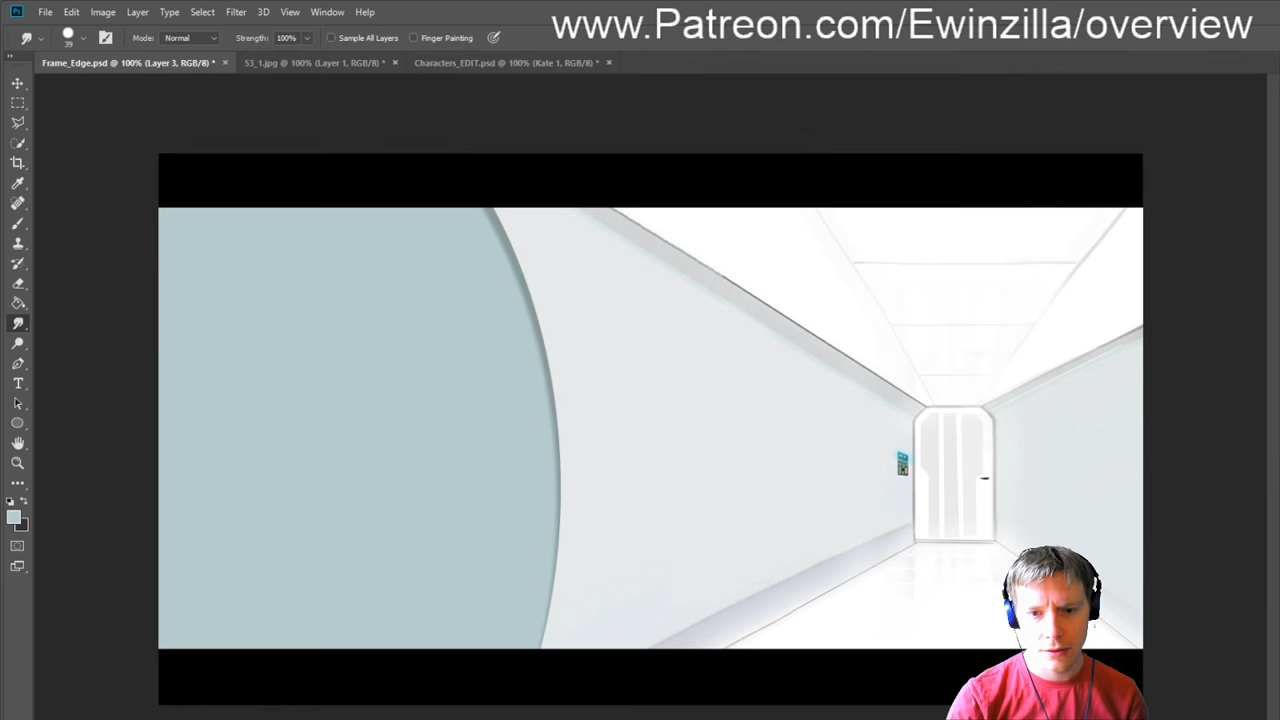 www.Patreon.com/Ewinzilla/overview
File Edit Layer Type Select Filter 3D View Window Help
39 Mode: Normal Strength: 100% Sample All Layers Finger Painting
Frame_Edge.psd @ 100% (Layer 3, RGB/8) * × 53_1.jpg @ 100% (Layer 1, RGB/8) * × Characters_EDIT.psd @ 100% (Kate 1, RGB/8) * ×